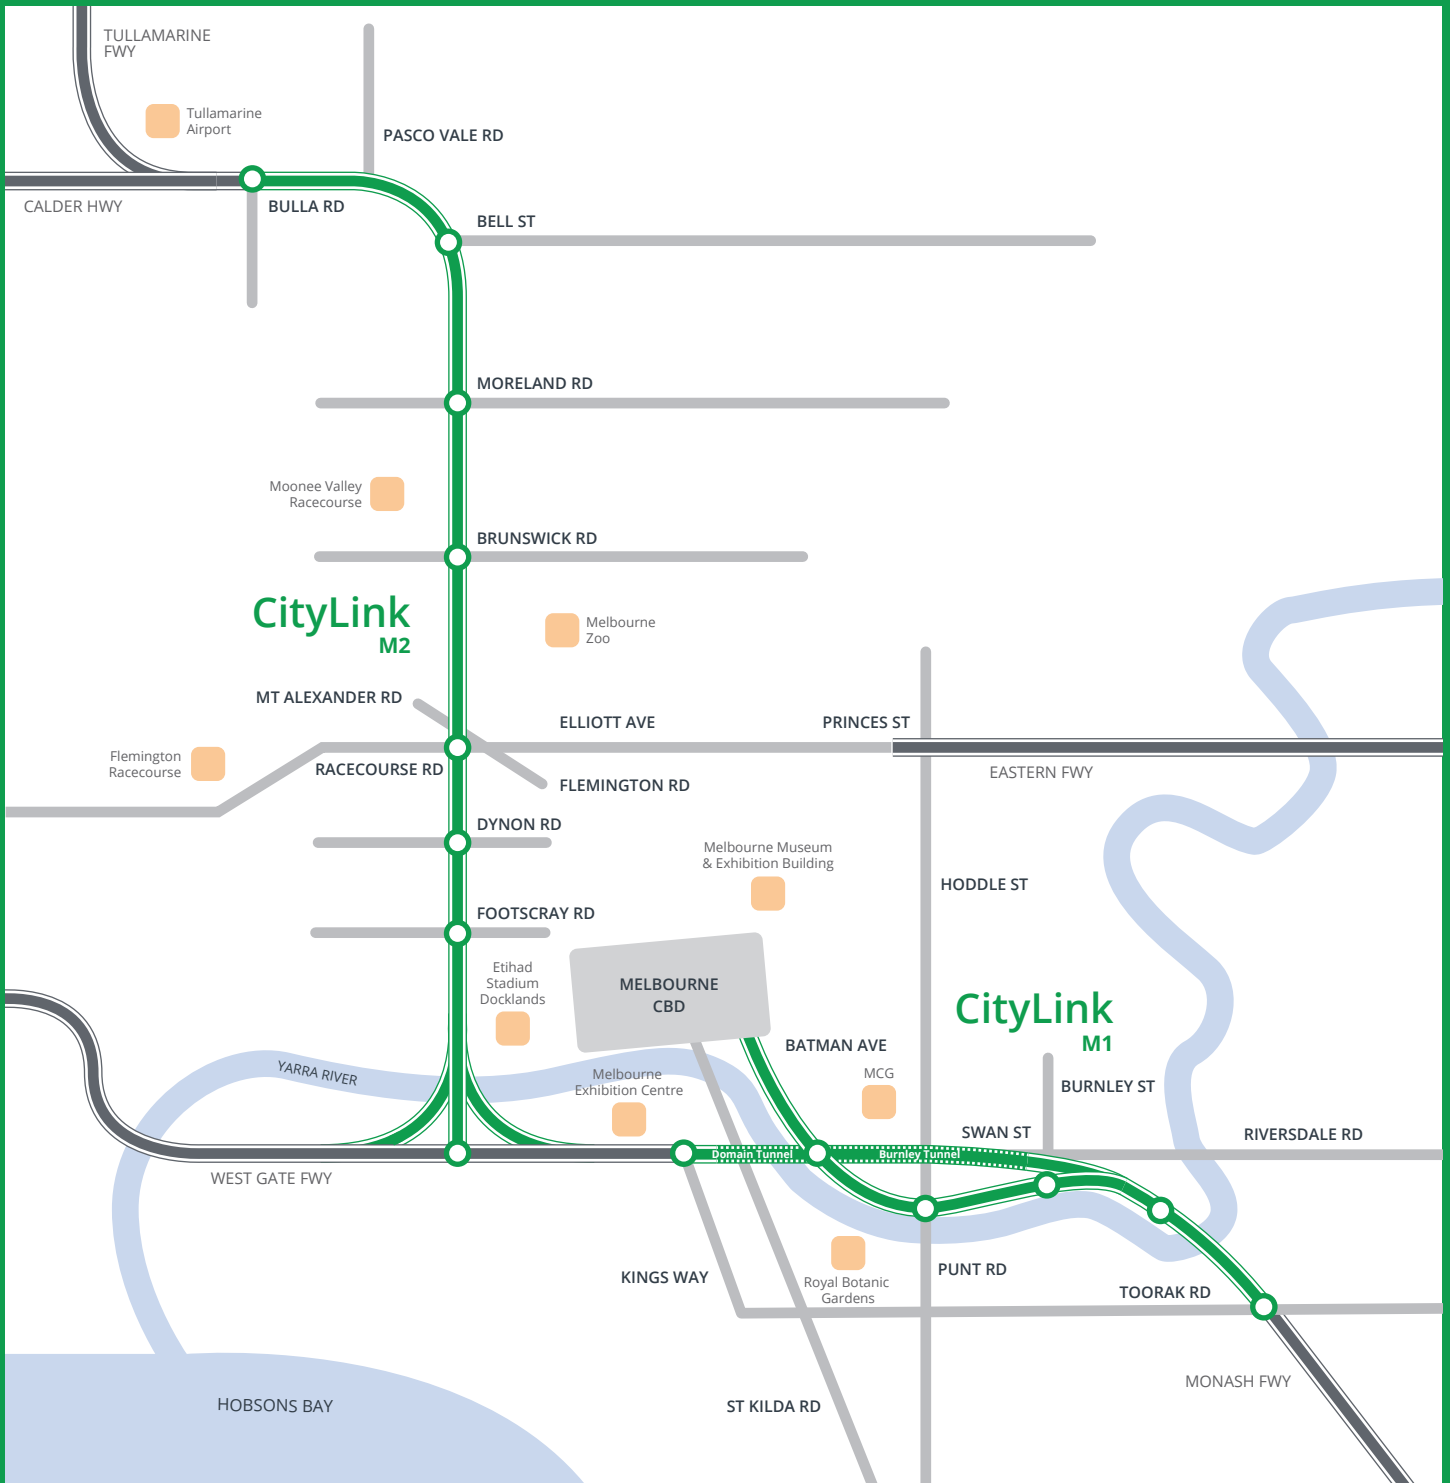 TULLAMARINE
FWY
Tullamarine
Airport
PASCO VALE RD
CALDER HWY
BULLA RD
BELL ST
MORELAND RD
Moonee Valley
Racecourse
BRUNSWICK RD
CityLink
M2
Melbourne
Zoo
MT ALEXANDER RD
ELLIOTT AVE
PRINCES ST
Flemington
Racecourse
RACECOURSE RD
EASTERN FWY
FLEMINGTON RD
DYNON RD
Melbourne Museum
& Exhibition Building
HODDLE ST
FOOTSCRAY RD
Etihad
Stadium
Docklands
MELBOURNE
CBD
CityLink
M1
BATMAN AVE
YARRA RIVER
Melbourne
Exhibition Centre
MCG
BURNLEY ST
SWAN ST
RIVERSDALE RD
Domain Tunnel
Burnley Tunnel
WEST GATE FWY
KINGS WAY
Royal Botanic
Gardens
PUNT RD
TOORAK RD
MONASH FWY
HOBSONS BAY
ST KILDA RD